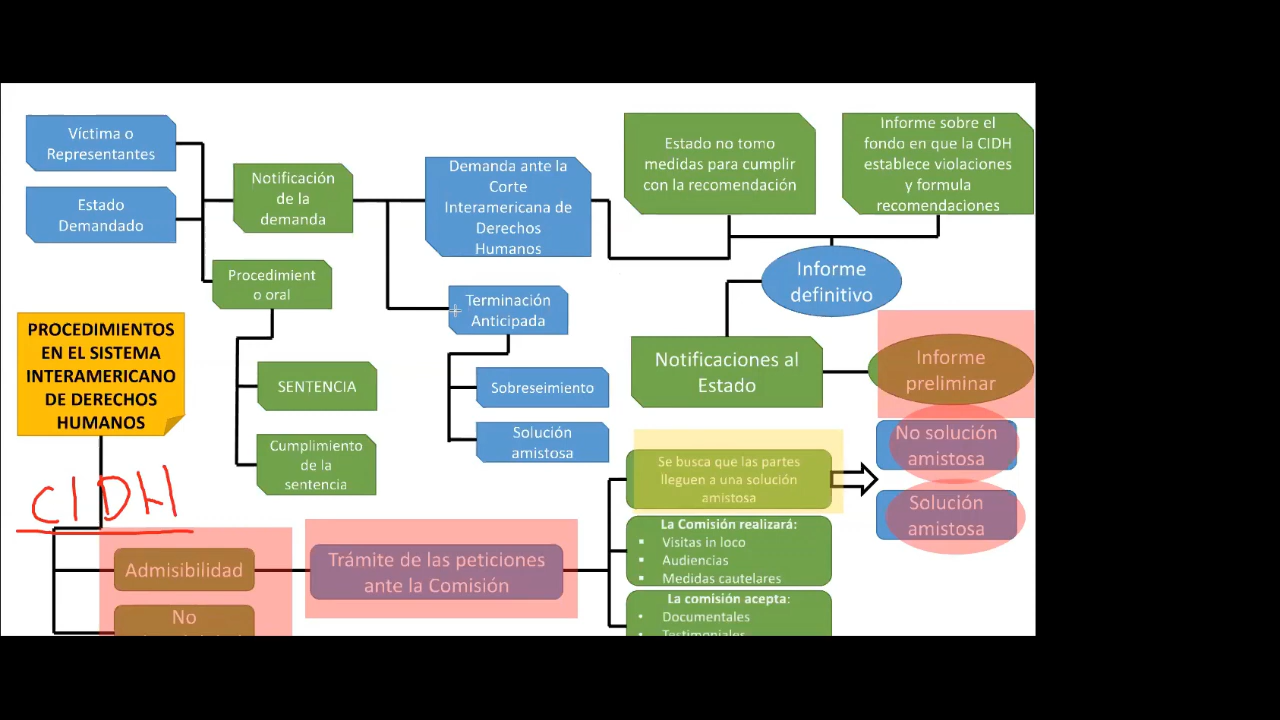 Víctima o
Representantes
Estado
Demandado
Notificación
de la
demanda
Procedimient
o oral
SENTENCIA
Cumplimiento
de la
sentencia
Demanda ante la
Corte
Interamericana de
Derechos
Humanos
Terminación
Anticipada
Sobreseimiento
Solución
amistosa
Estado no tomo
medidas para cumplir
con la recomendación
Informe sobre el
fondo en que la CIDH
establece violaciones
y formula
recomendaciones
Informe
definitivo
Notificaciones al
Estado
Informe
preliminar
PROCEDIMIENTOS
EN EL SISTEMA
INTERAMERICANO
DE DERECHOS
HUMANOS
CIDH
Admisibilidad
No
Trámite de las peticiones
ante la Comisión
Se busca que las partes
lleguen a una solución
amistosa
No solución
amistosa
Solución
amistosa
La Comisión realizará:
▪ Visitas in loco
▪ Audiencias
▪ Medidas cautelares
La comisión acepta:
• Documentales
• Testimoniales